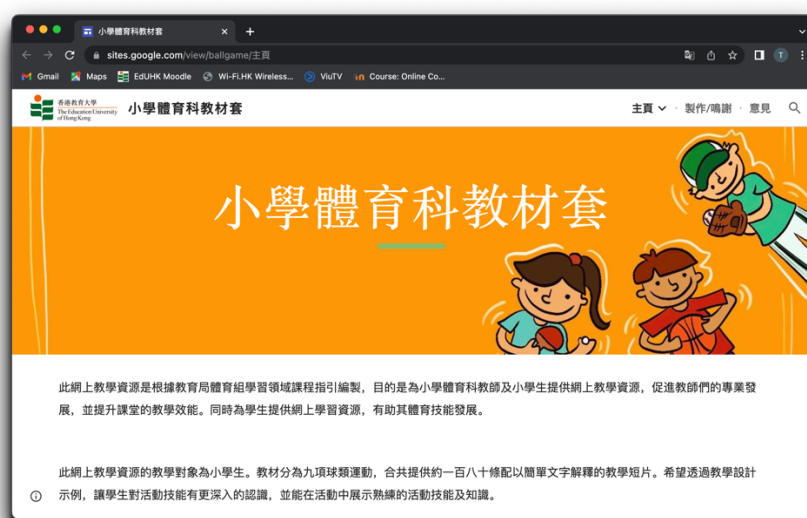 小學體育科教材套
sites.google.com/view/ballgame/主頁
Gmail Maps EdUHK Moodle Wi-Fi.HK Wireless... ViuTV Course: Online Co...
香港教育大學
The Education University
of Hong Kong
小學體育科教材套
主頁 · 製作/鳴謝 · 意見
小學體育科教材套
此網上教學資源是根據教育局體育組學習領域課程指引編製，目的是為小學體育科教師及小學生提供網上教學資源，促進教師們的專業發
展，並提升課堂的教學效能。同時為學生提供網上學習資源，有助其體育技能發展。
此網上教學資源的教學對象為小學生。教材分為九項球類運動，合共提供約一百八十條配以簡單文字解釋的教學短片。希望透過教學設計
示例，讓學生對活動技能有更深入的認識，並能在活動中展示熟練的活動技能及知識。